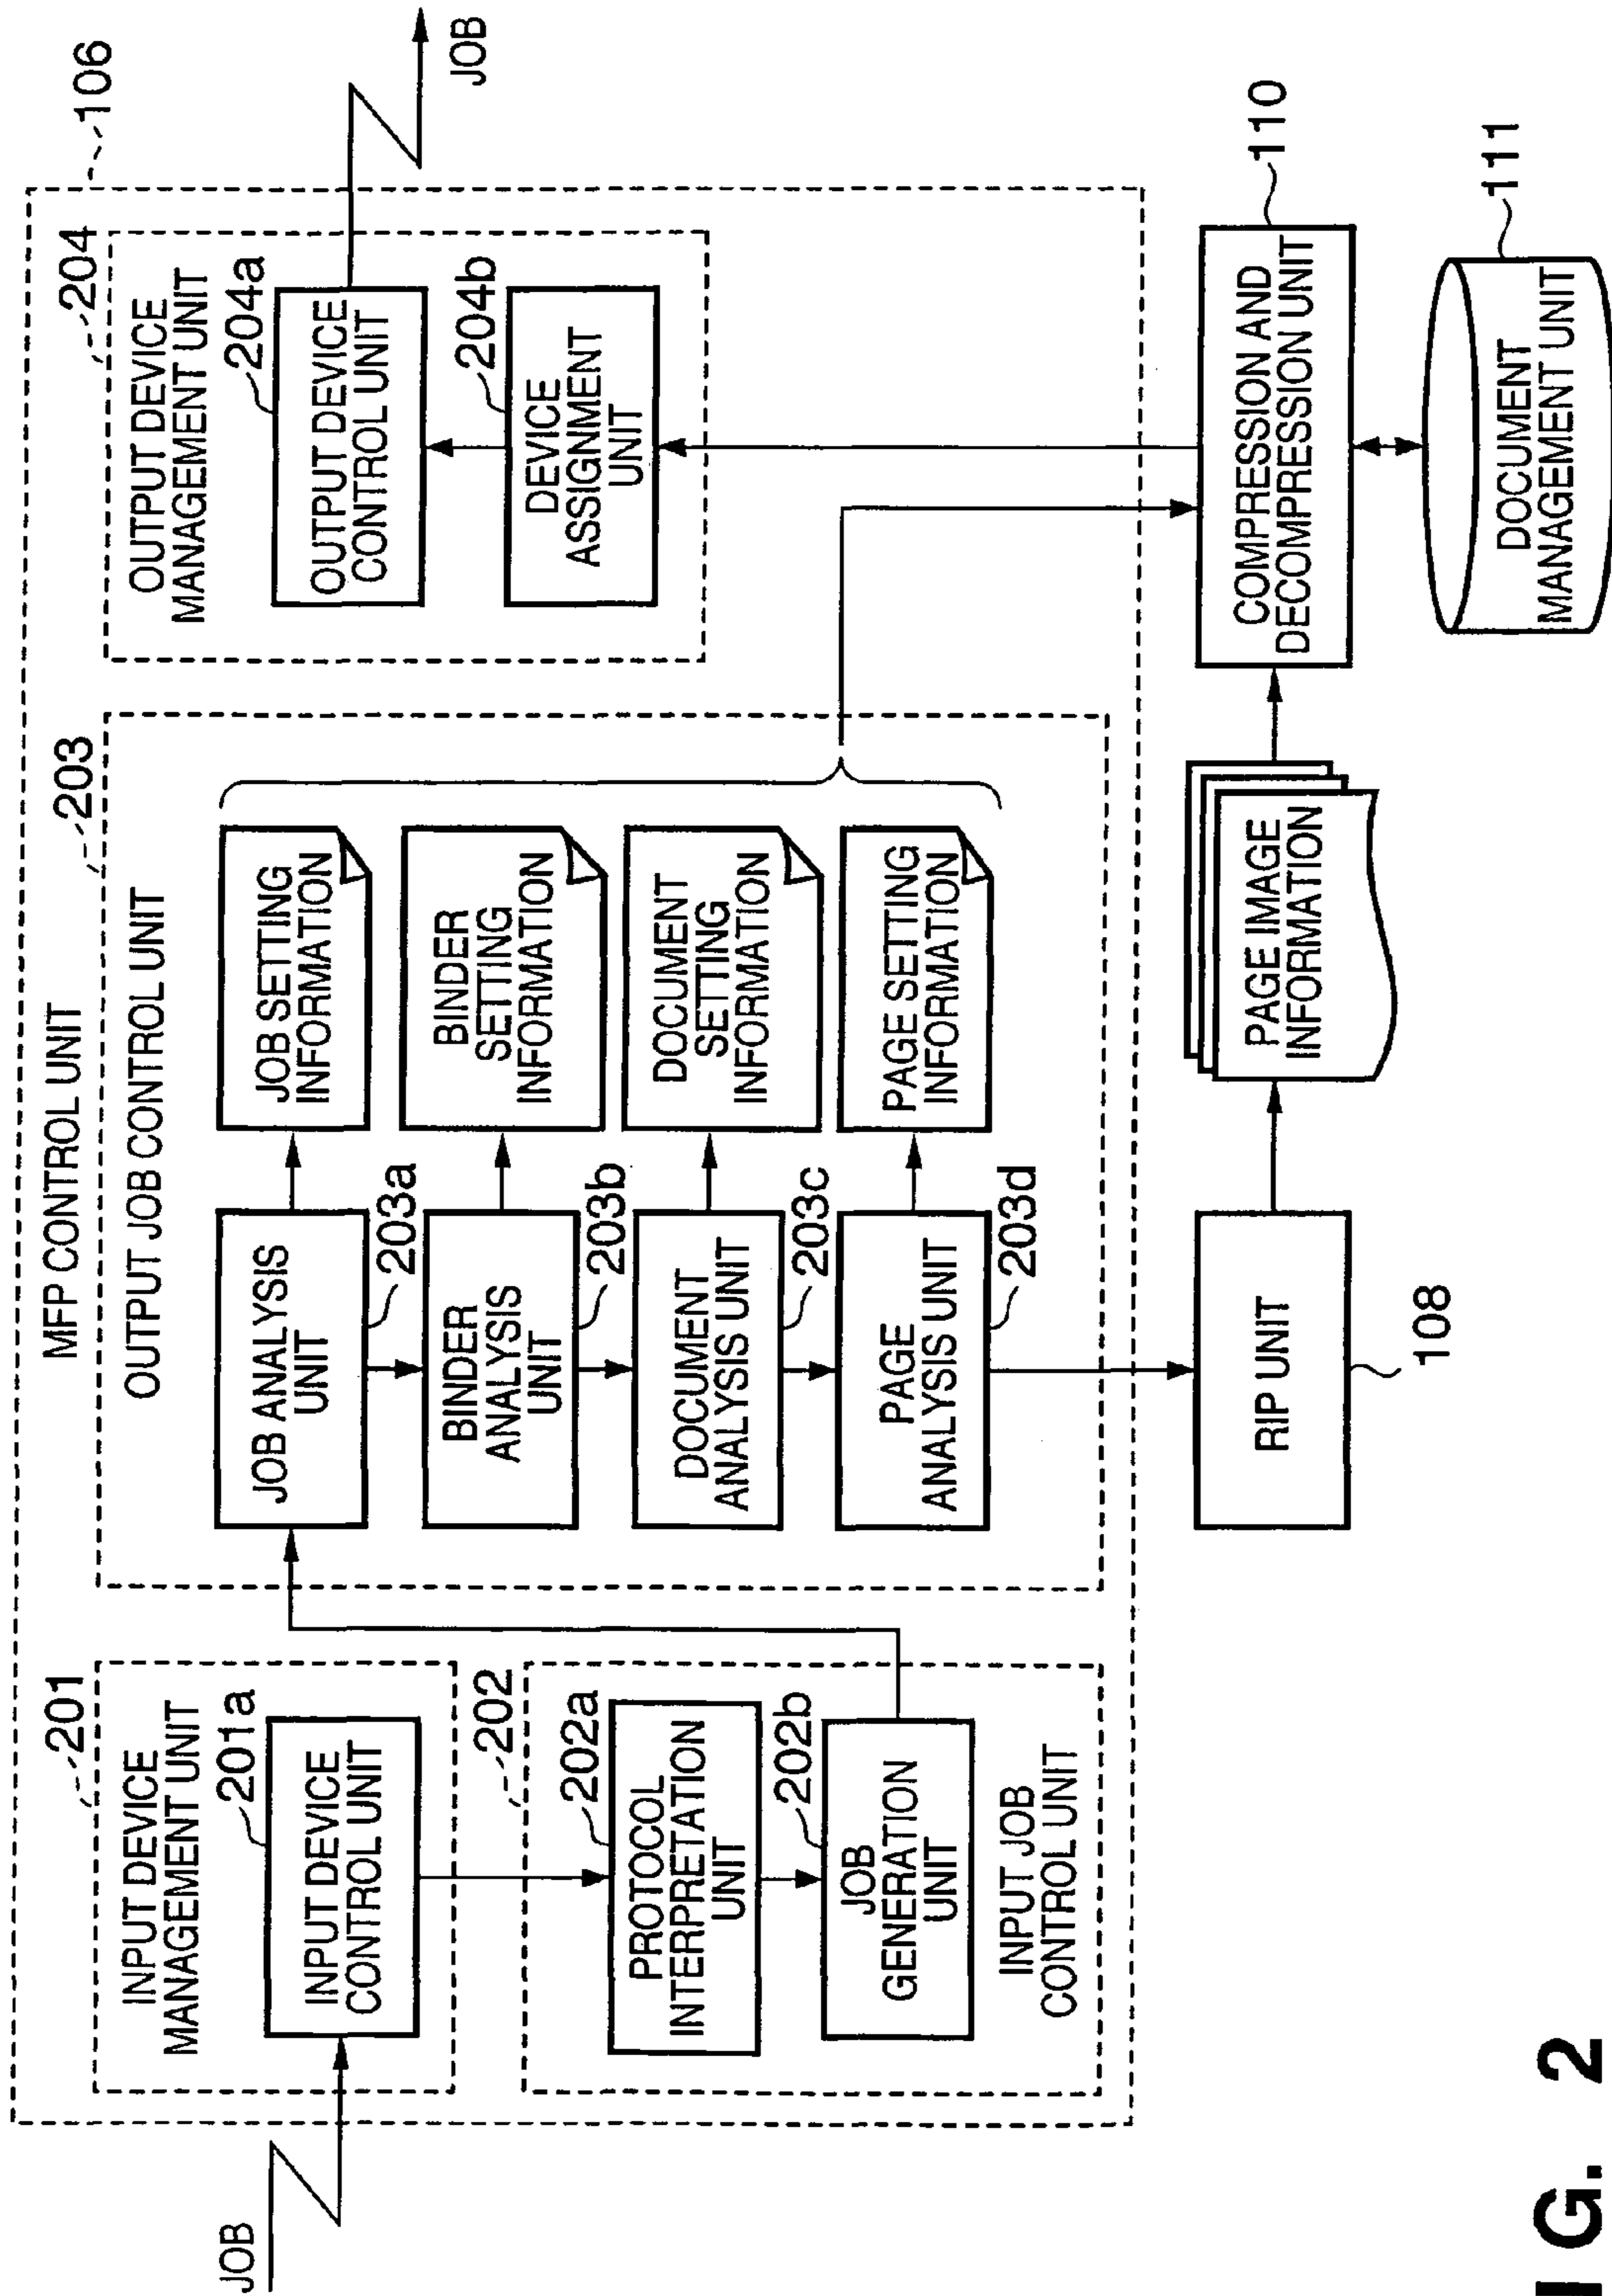 MFP CONTROL UNIT
106
201
INPUT DEVICE
MANAGEMENT UNIT
201a
INPUT DEVICE
CONTROL UNIT
JOB
202
202a
PROTOCOL
INTERPRETATION
UNIT
202b
JOB
GENERATION
UNIT
INPUT JOB
CONTROL UNIT
203
OUTPUT JOB CONTROL UNIT
JOB ANALYSIS
UNIT
203a
JOB SETTING
INFORMATION
BINDER
ANALYSIS
UNIT
203b
BINDER
SETTING
INFORMATION
DOCUMENT
ANALYSIS UNIT
203c
DOCUMENT
SETTING
INFORMATION
PAGE
ANALYSIS UNIT
203d
PAGE SETTING
INFORMATION
204
OUTPUT DEVICE
MANAGEMENT UNIT
204a
OUTPUT DEVICE
CONTROL UNIT
204b
DEVICE
ASSIGNMENT
UNIT
JOB
RIP UNIT
108
PAGE IMAGE
INFORMATION
COMPRESSION AND
DECOMPRESSION UNIT
110
DOCUMENT
MANAGEMENT UNIT
111
IG. 2